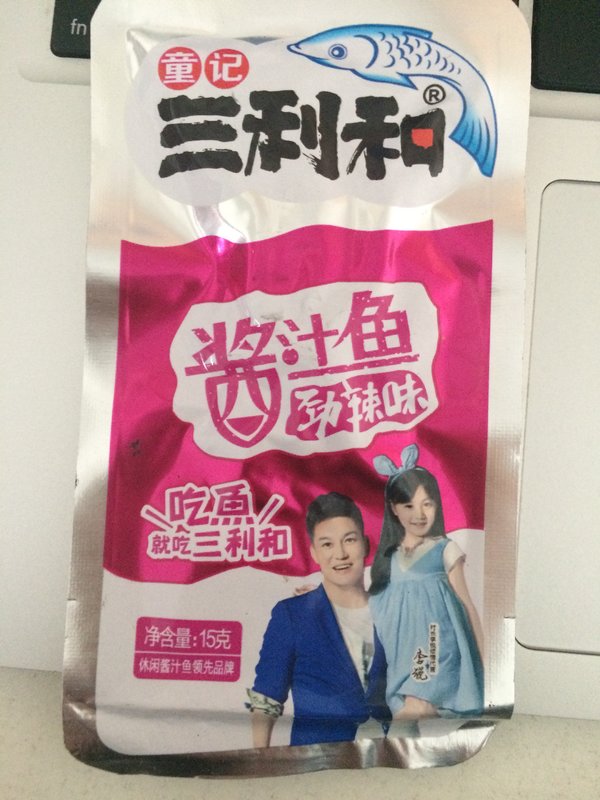 fn
童记
三利和®
酱汁鱼
劲辣味
吃魚
就吃三利和
净含量:15克
休闲酱汁鱼领先品牌